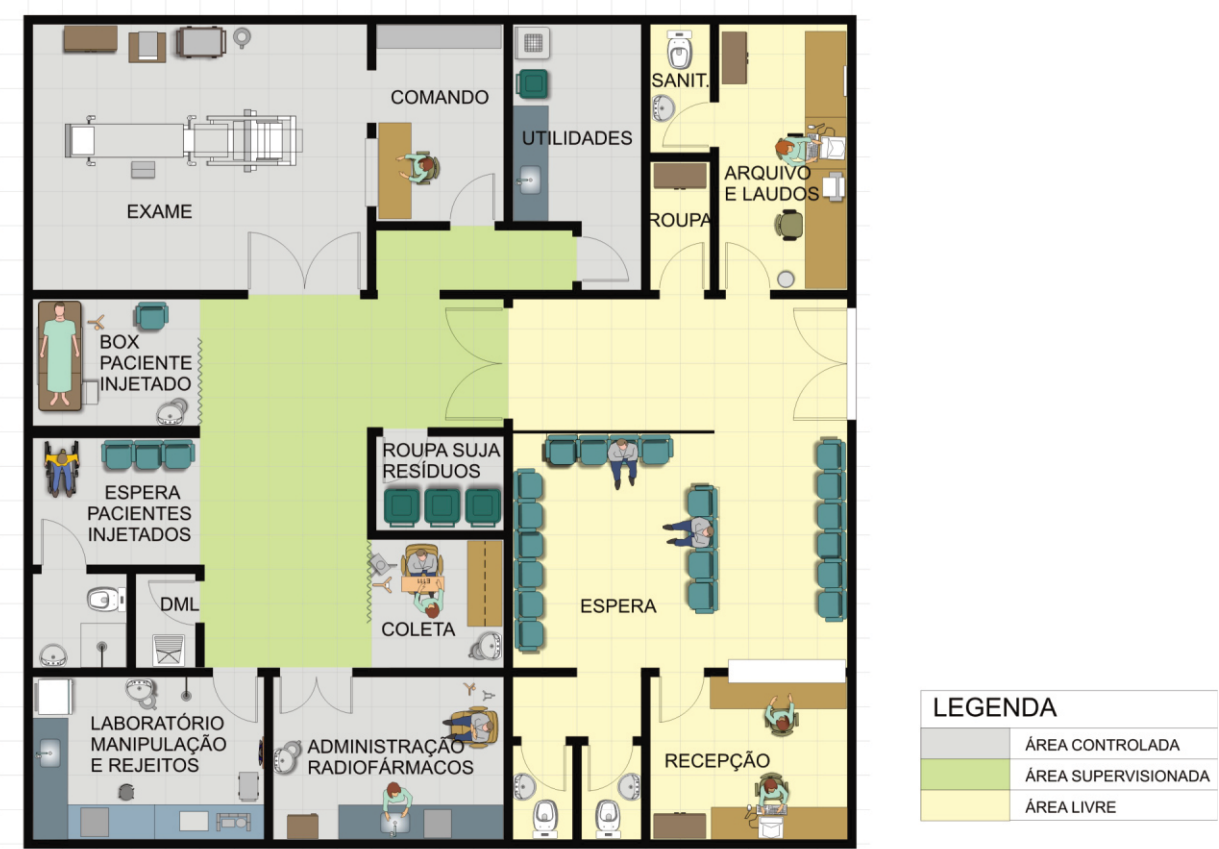 SANIT.
COMANDO
UTILIDADES
ARQUIVO
E LAUDOS
EXAME
ROUPA
BOX
PACIENTE
INJETADO
ROUPA SUJA
RESÍDUOS
ESPERA
PACIENTES
INJETADOS
DML
COLETA
ESPERA
LABORATÓRIO
MANIPULAÇÃO
E REJEITOS
ADMINISTRAÇÃO
RADIOFÁRMACOS
RECEPÇÃO
LEGENDA
ÁREA CONTROLADA
ÁREA SUPERVISIONADA
ÁREA LIVRE